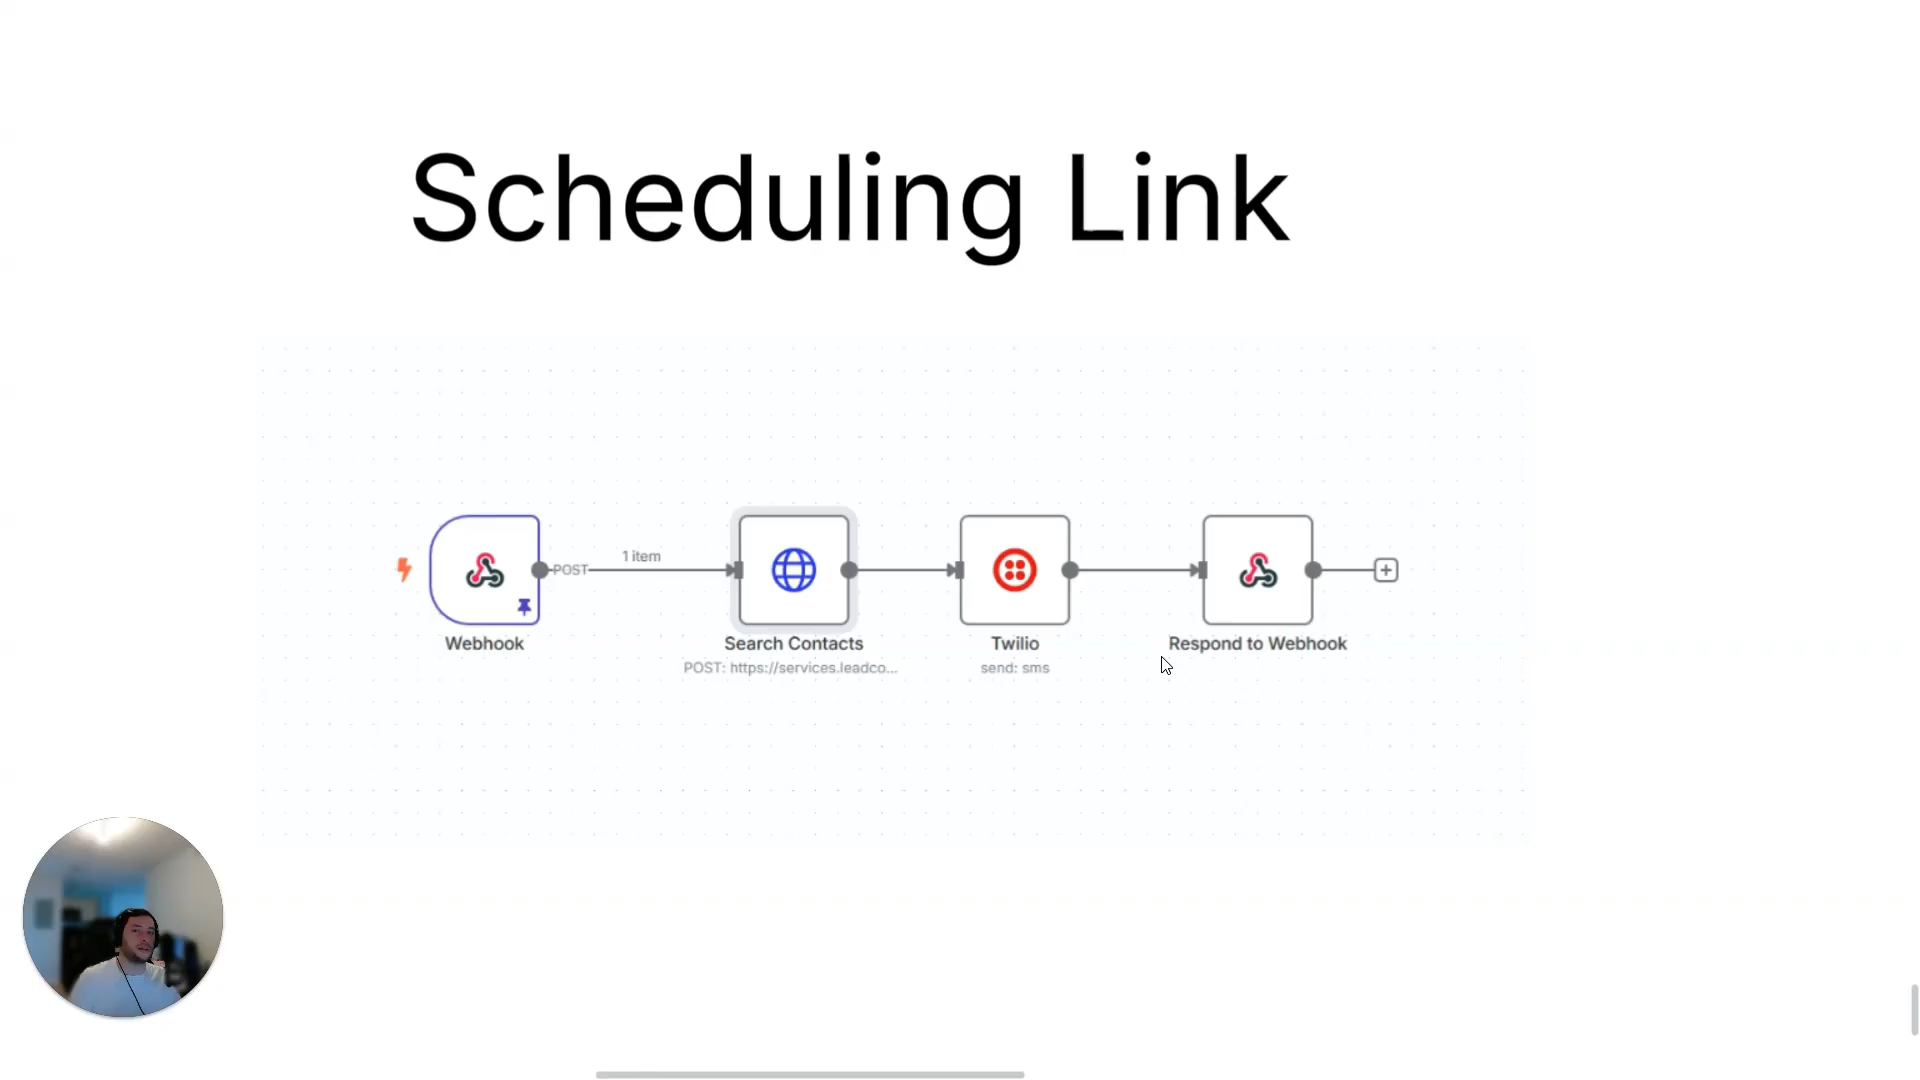 Scheduling Link
1 item
POST
Webhook
Search Contacts
Twilio
Respond to Webhook
POST: https://services.leadco...
send: sms